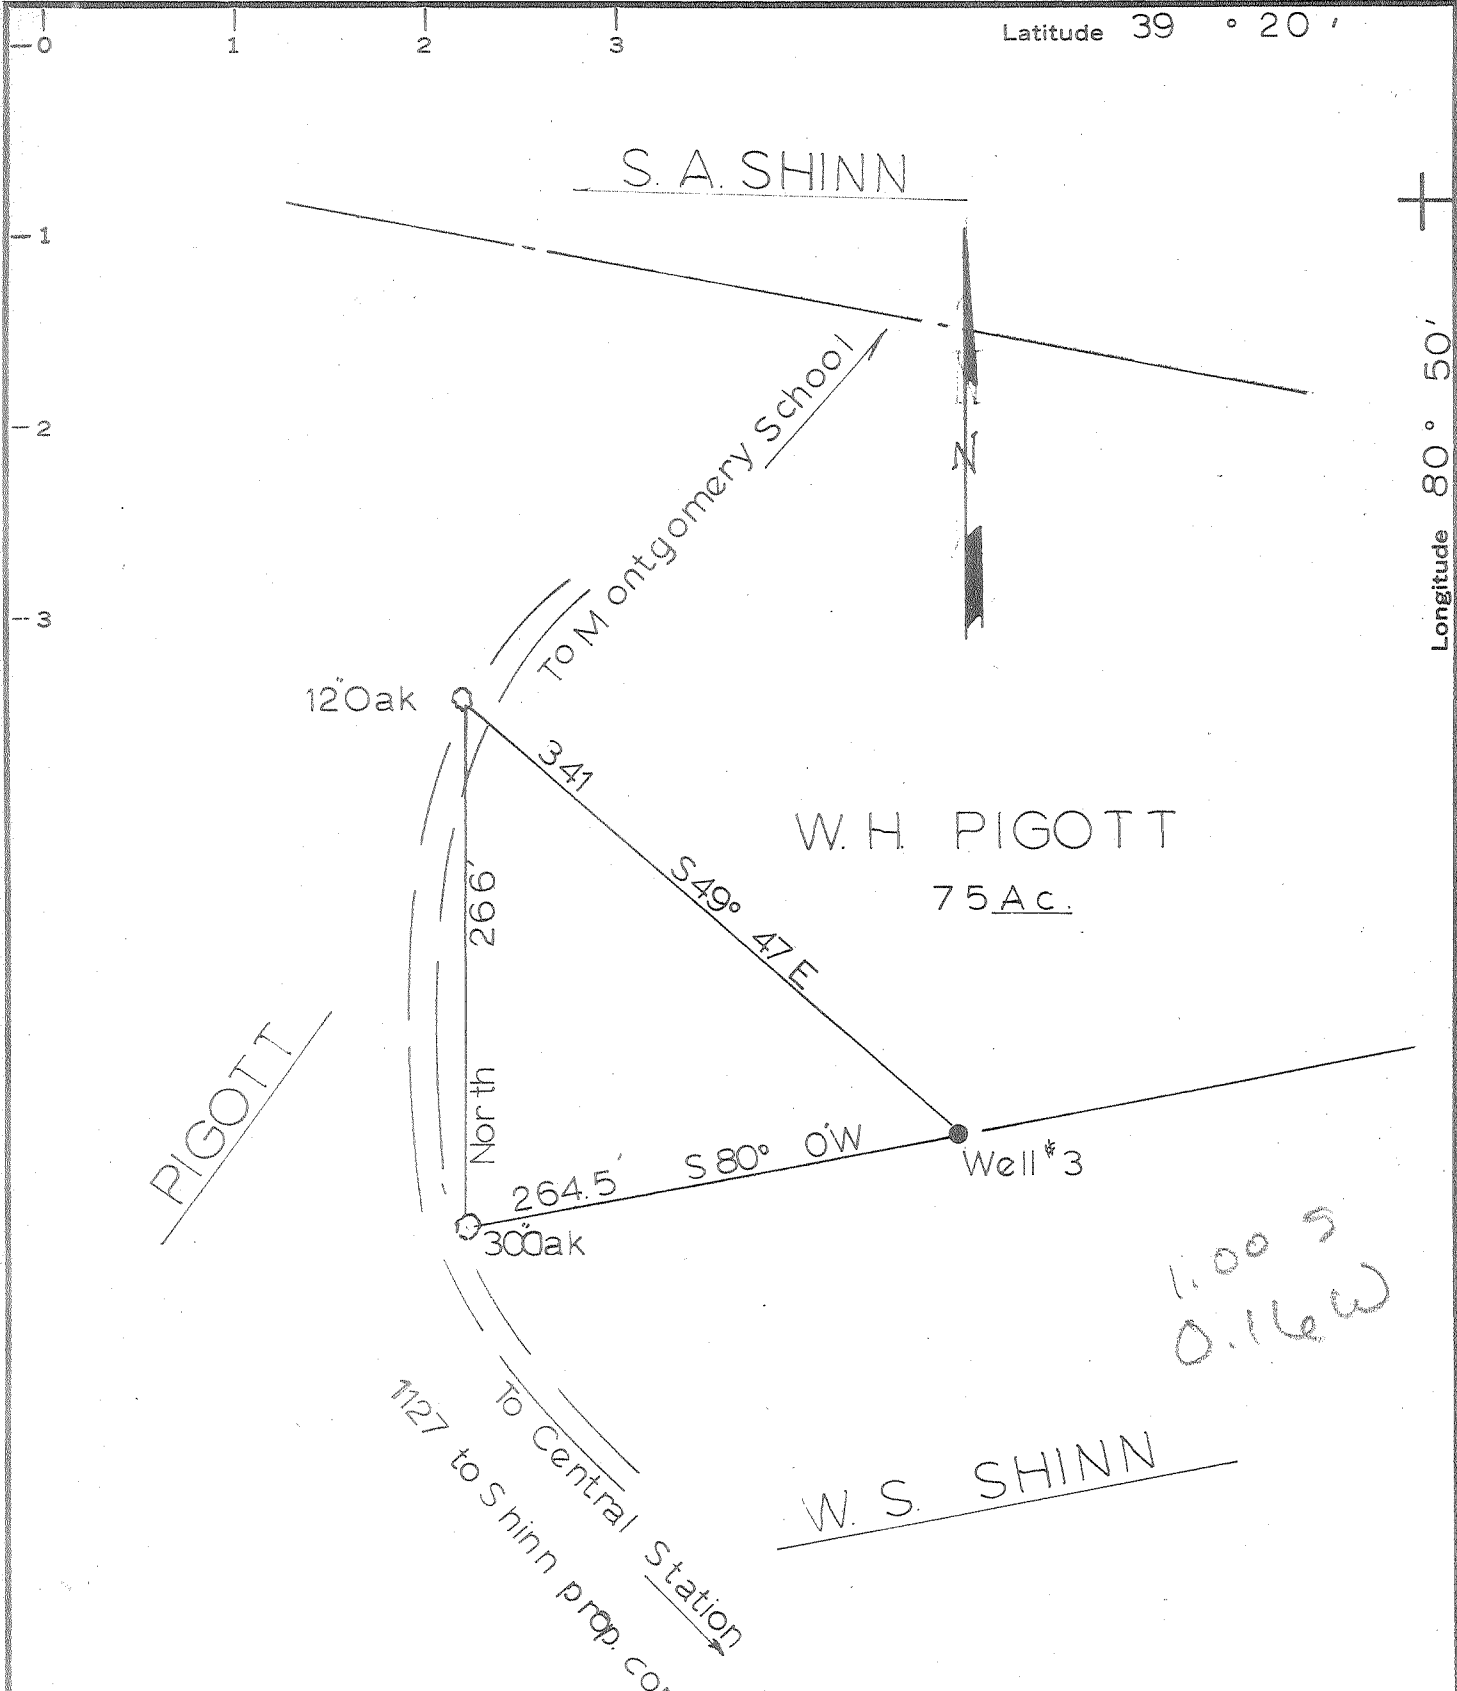 0 1 2 3
Latitude 39 ° 20 '
S. A. SHINN
1
Longitude 80° 50'
2
To Montgomery School
N
3
12" Oak
341
W. H. PIGOTT
75 Ac.
266'
S 49° 47 E
North
PIGOTT
S 80° 0' W
264.5'
Well #3
30" Oak
1.00 S
0.16 W
To Central Station
1127 to Shinn prop.
W. S. SHINN